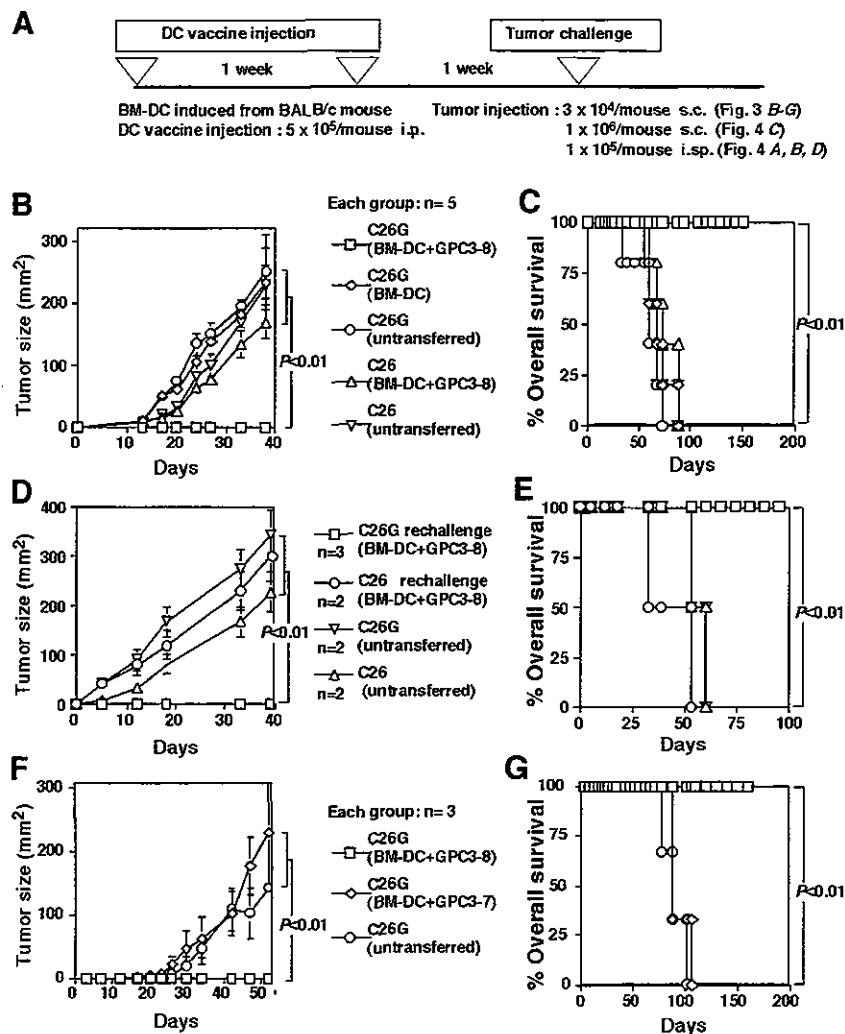 A
DC vaccine injection
Tumor challenge
1 week
1 week
BM-DC induced from BALB/c mouse
DC vaccine injection : 5 x 10⁵/mouse i.p.
Tumor injection : 3 x 10⁴/mouse s.c. (Fig. 3 B-G)
1 x 10⁶/mouse s.c. (Fig. 4 C)
1 x 10⁵/mouse i.sp. (Fig. 4 A, B, D)
B
Tumor size (mm²)
300
200
100
0
0 10 20 30 40
Days
P<0.01
Each group: n= 5
C26G
(BM-DC+GPC3-8)
C26G
(BM-DC)
C26G
(untransferred)
C26
(BM-DC+GPC3-8)
C26
(untransferred)
C
% Overall survival
100
75
50
25
0
0 50 100 150 200
Days
P<0.01
D
Tumor size (mm²)
400
300
200
100
0
0 10 20 30 40
Days
P<0.01
C26G rechallenge
n=3 (BM-DC+GPC3-8)
C26 rechallenge
n=2 (BM-DC+GPC3-8)
C26G
n=2 (untransferred)
C26
n=2 (untransferred)
E
% Overall survival
100
75
50
25
0
0 25 50 75 100
Days
P<0.01
F
Tumor size (mm²)
300
200
100
0
0 10 20 30 40 50
Days
P<0.01
Each group: n= 3
C26G
(BM-DC+GPC3-8)
C26G
(BM-DC+GPC3-7)
C26G
(untransferred)
G
% Overall survival
100
75
50
25
0
0 50 100 150 200
Days
P<0.01